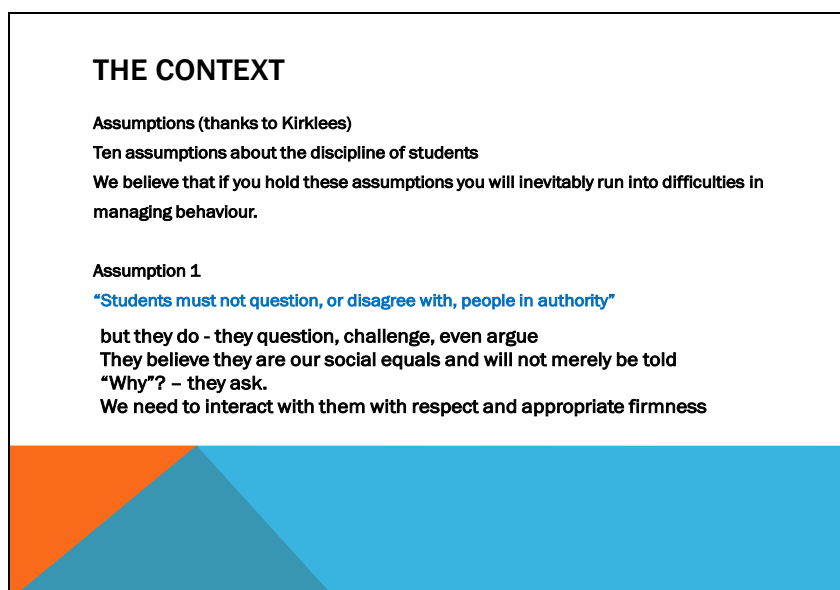 THE CONTEXT
Assumptions (thanks to Kirklees)
Ten assumptions about the discipline of students
We believe that if you hold these assumptions you will inevitably run into difficulties in
managing behaviour.
Assumption 1
“Students must not question, or disagree with, people in authority”
but they do - they question, challenge, even argue
They believe they are our social equals and will not merely be told
“Why”? – they ask.
We need to interact with them with respect and appropriate firmness